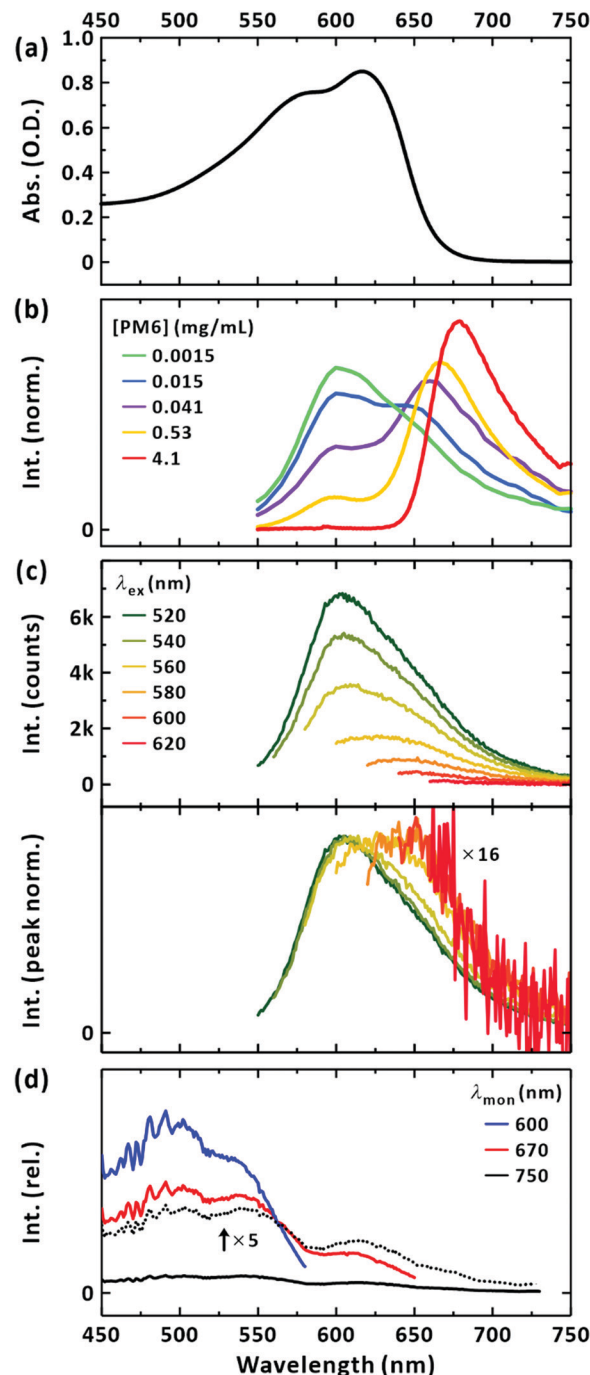 450 500 550 600 650 700 750
(a)
1.0
0.8
0.6
0.4
0.2
0
Abs. (O.D.)
(b)
[PM6] (mg/mL)
0.0015
0.015
0.041
0.53
4.1
0
Int. (norm.)
(c)
λex (nm)
520
540
560
580
600
620
6k
4k
2k
0
Int. (counts)
×16
0
Int. (peak norm.)
(d)
λmon (nm)
600
670
750
↑×5
0
Int. (rel.)
450 500 550 600 650 700 750
Wavelength (nm)